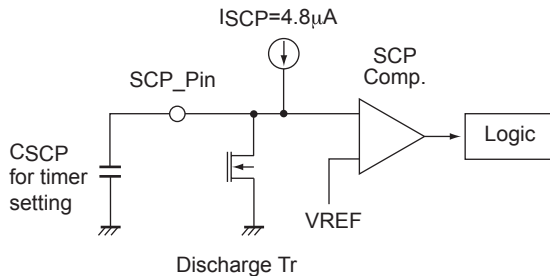 ISCP=4.8μA
SCP_Pin
SCP
Comp.
Logic
CSCP
for timer
setting
VREF
Discharge Tr